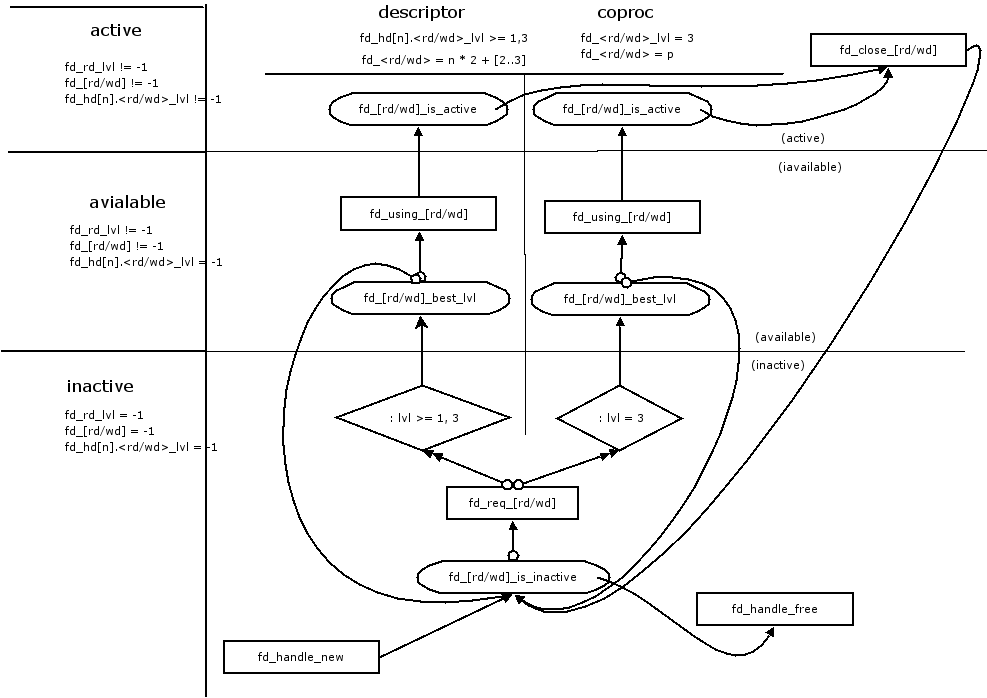 descriptor
coproc
active
fd_hd[n].<rd/wd>_lvl >= 1,3
fd_<rd/wd>_lvl = 3
fd_<rd/wd> = n * 2 + [2..3]
fd_<rd/wd> = p
fd_close_[rd/wd]
fd_rd_lvl != -1
fd_[rd/wd] != -1
fd_hd[n].<rd/wd>_lvl != -1
fd_[rd/wd]_is_active
fd_[rd/wd]_is_active
(active)
(iavailable)
avialable
fd_rd_lvl != -1
fd_[rd/wd] != -1
fd_hd[n].<rd/wd>_lvl = -1
fd_using_[rd/wd]
fd_using_[rd/wd]
fd_[rd/wd]_best_lvl
fd_[rd/wd]_best_lvl
(available)
(inactive)
inactive
fd_rd_lvl = -1
fd_[rd/wd] = -1
fd_hd[n].<rd/wd>_lvl = -1
: lvl >= 1, 3
: lvl = 3
fd_req_[rd/wd]
fd_[rd/wd]_is_inactive
fd_handle_free
fd_handle_new